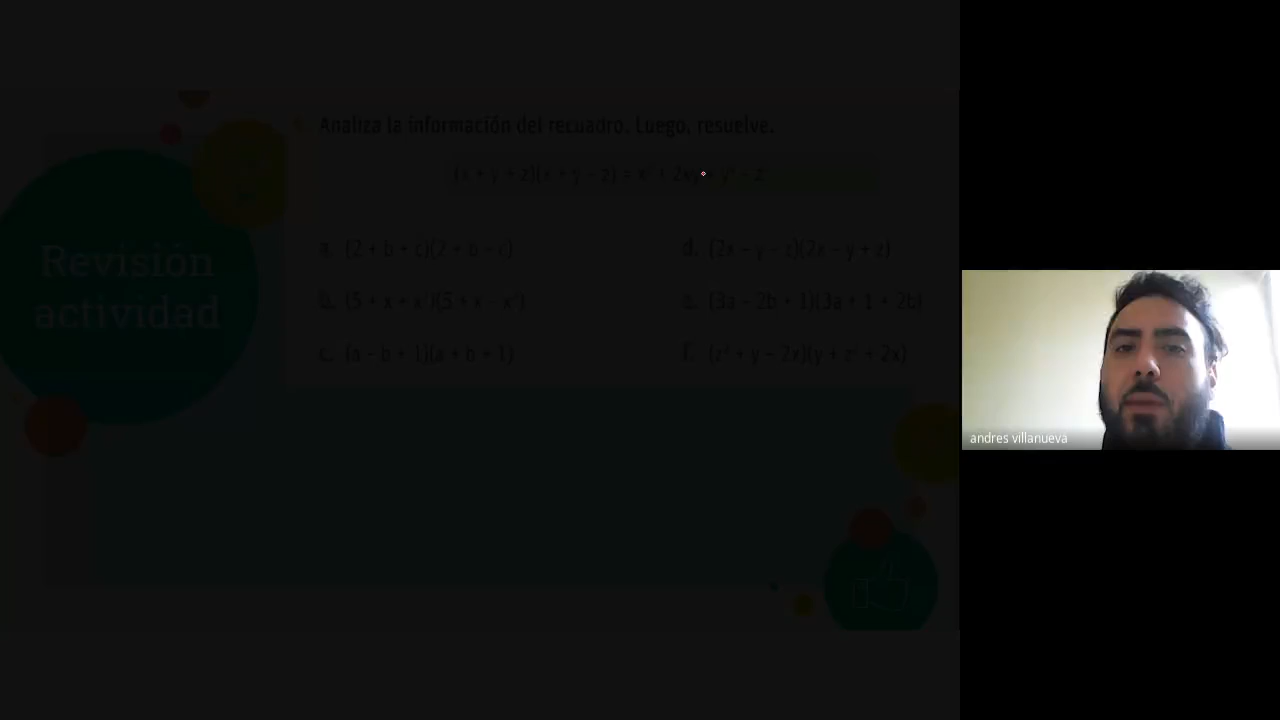 Analiza la información del recuadro. Luego, resuelve.
(x + y + z)(x + y − z) = x² + 2xy + y² − z²
Revisión
actividad
a. (2 + b + c)(2 + b − c)
d. (2x − y − z)(2x − y + z)
b. (5 + x + x²)(5 + x − x²)
e. (3a − 2b + 1)(3a + 1 + 2b)
c. (a − b + 1)(a + b + 1)
f. (z² + y − 2x)(y + z² + 2x)
andres villanueva